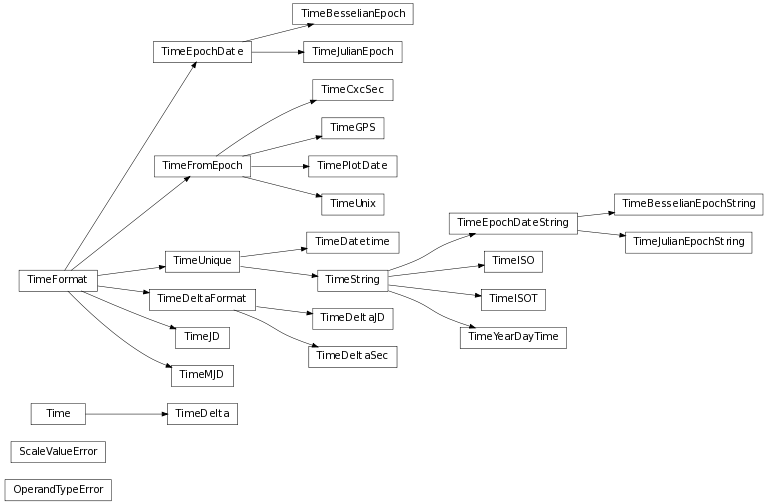 TimeBesselianEpoch
TimeEpochDate
TimeJulianEpoch
TimeCxcSec
TimeGPS
TimeFromEpoch
TimePlotDate
TimeUnix
TimeBesselianEpochString
TimeEpochDateString
TimeDatetime
TimeJulianEpochString
TimeUnique
TimeISO
TimeFormat
TimeString
TimeDeltaFormat
TimeISOT
TimeDeltaJD
TimeJD
TimeYearDayTime
TimeDeltaSec
TimeMJD
Time
TimeDelta
ScaleValueError
OperandTypeError